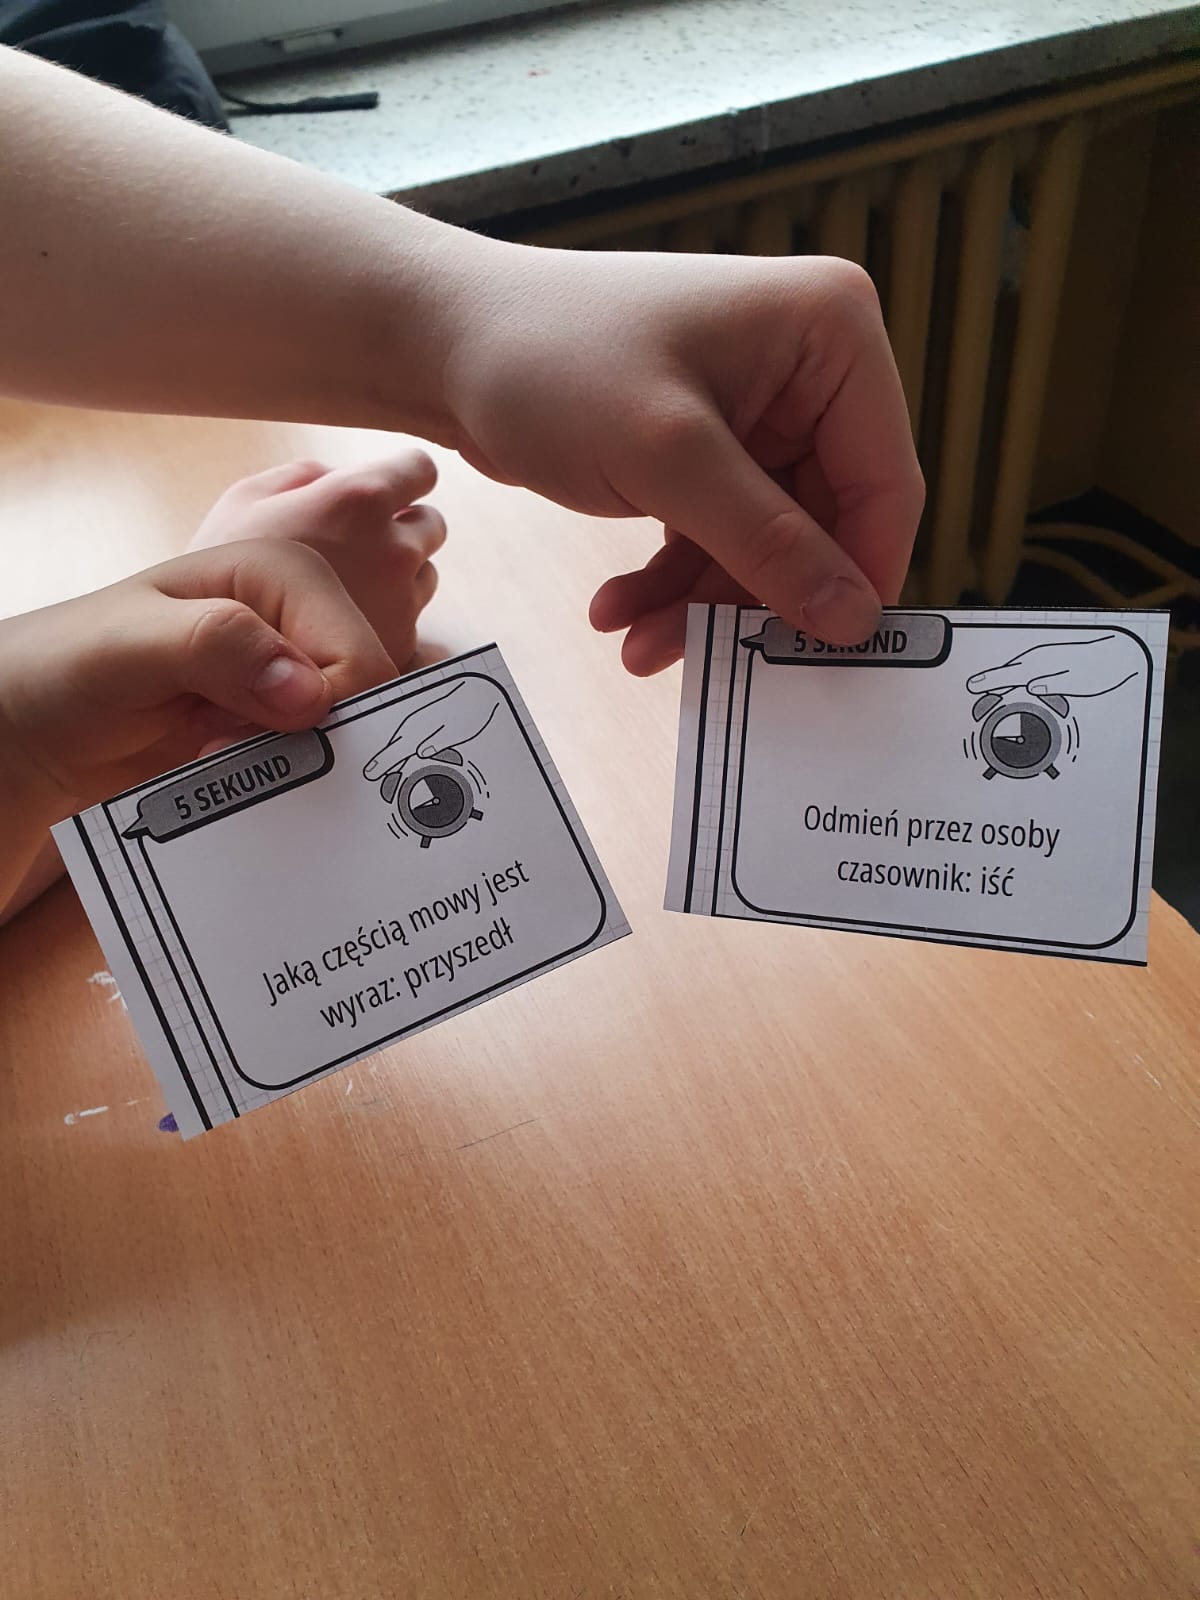 5 SEKUND
Jaką częścią mowy jest
wyraz: przyszedł
5 SEKUND
Odmień przez osoby
czasownik: iść